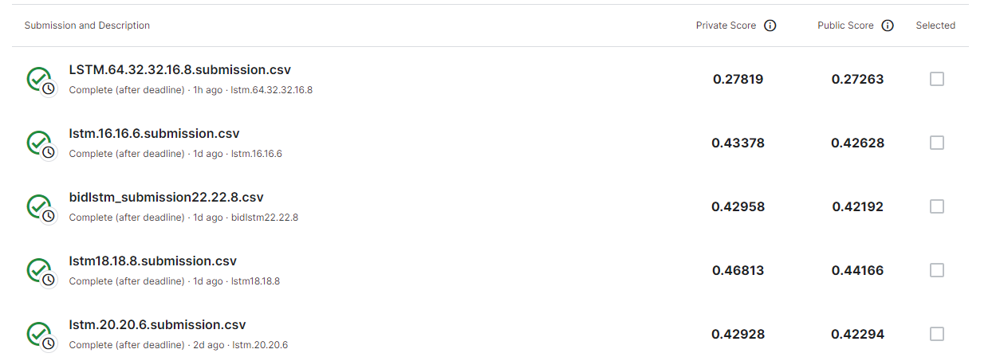 Submission and Description Private Score Public Score Selected
LSTM.64.32.32.16.8.submission.csv
Complete (after deadline) · 1h ago · lstm.64.32.32.16.8
0.27819 0.27263
lstm.16.16.6.submission.csv
Complete (after deadline) · 1d ago · lstm.16.16.6
0.43378 0.42628
bidlstm_submission22.22.8.csv
Complete (after deadline) · 1d ago · bidlstm22.22.8
0.42958 0.42192
lstm18.18.8.submission.csv
Complete (after deadline) · 1d ago · lstm18.18.8
0.46813 0.44166
lstm.20.20.6.submission.csv
Complete (after deadline) · 2d ago · lstm.20.20.6
0.42928 0.42294